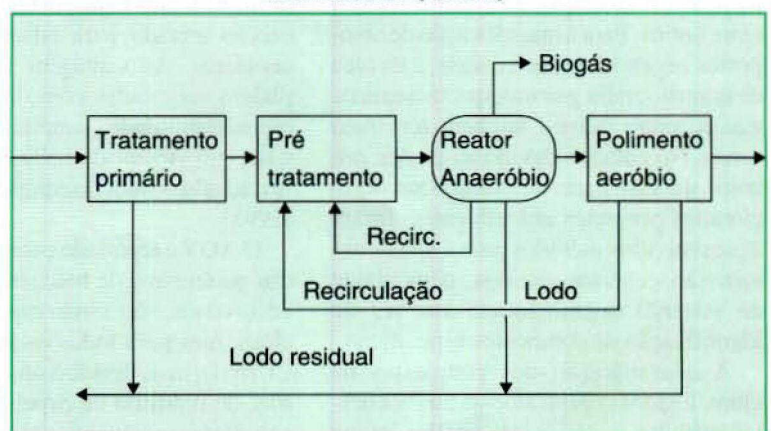 Biogás
Tratamento
primário
Pré
tratamento
Reator
Anaeróbio
Polimento
aeróbio
Recirc.
Recirculação
Lodo
Lodo residual